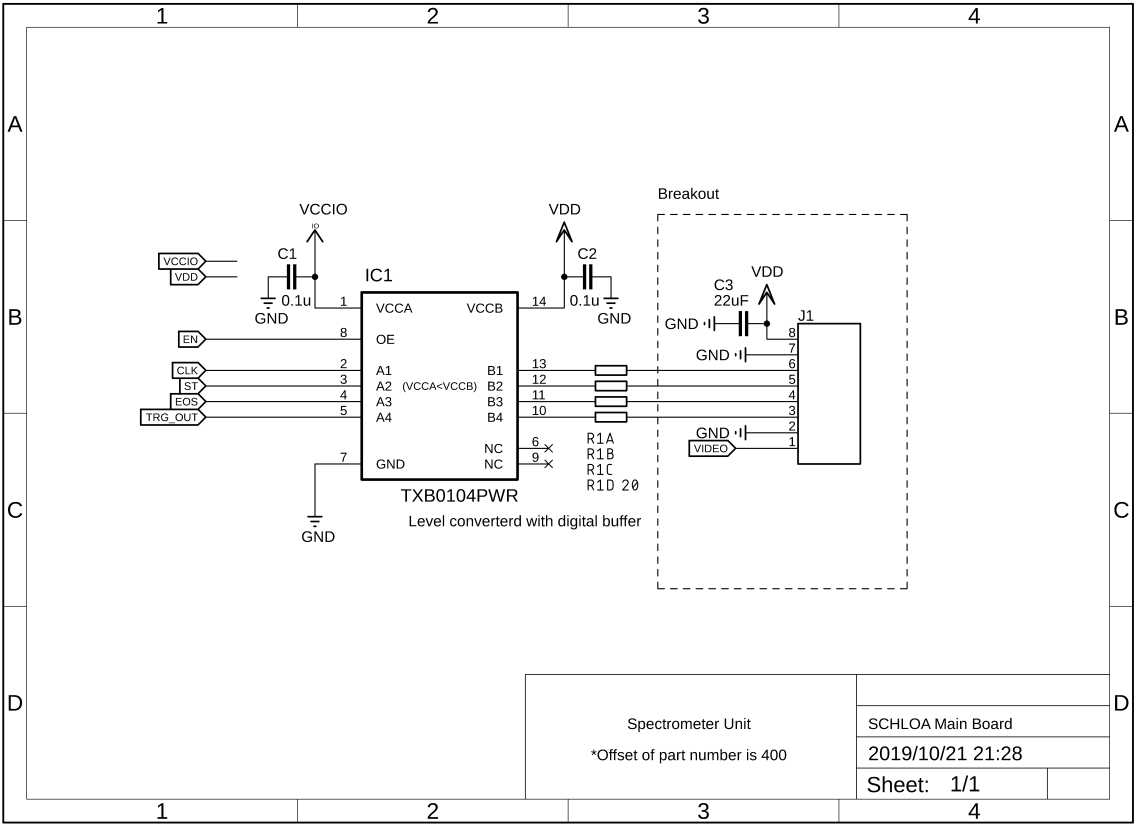 1 2 3 4
A A
Breakout
VCCIO VDD
IO
VCCIO
VDD
C1 C2
IC1
VDD
0.1u 0.1u
GND GND
C3
22uF
GND
J1
1 VCCA VCCB 14
B B
EN 8 OE
8
GND 7
CLK 2 A1 B1 13 6
ST 3 A2 (VCCA<VCCB) B2 12 5
EOS 4 A3 B3 11 4
TRG_OUT 5 A4 B4 10 3
GND 2
VIDEO 1
R1A
R1B
R1C
R1D 20
NC 6
7 GND NC 9
TXB0104PWR
C C
Level converterd with digital buffer
GND
D D
Spectrometer Unit
*Offset of part number is 400
SCHLOA Main Board
2019/10/21 21:28
Sheet: 1/1
1 2 3 4